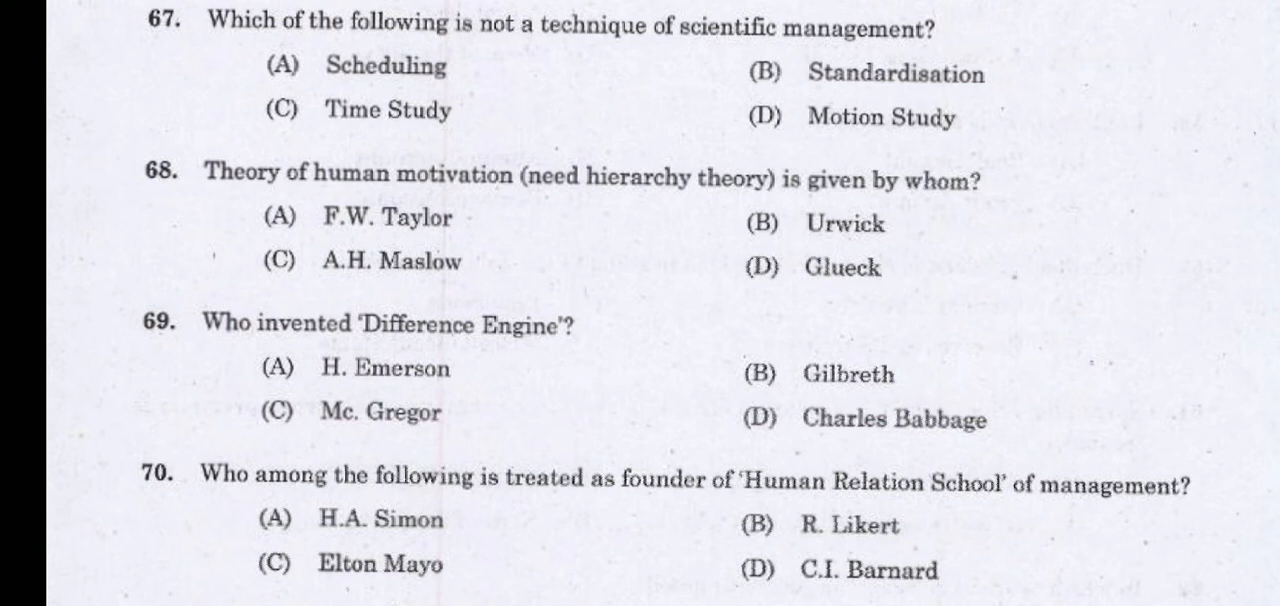 67. Which of the following is not a technique of scientific management?
(A) Scheduling (B) Standardisation
(C) Time Study (D) Motion Study
68. Theory of human motivation (need hierarchy theory) is given by whom?
(A) F.W. Taylor (B) Urwick
(C) A.H. Maslow (D) Glueck
69. Who invented 'Difference Engine'?
(A) H. Emerson (B) Gilbreth
(C) Mc. Gregor (D) Charles Babbage
70. Who among the following is treated as founder of 'Human Relation School' of management?
(A) H.A. Simon (B) R. Likert
(C) Elton Mayo (D) C.I. Barnard